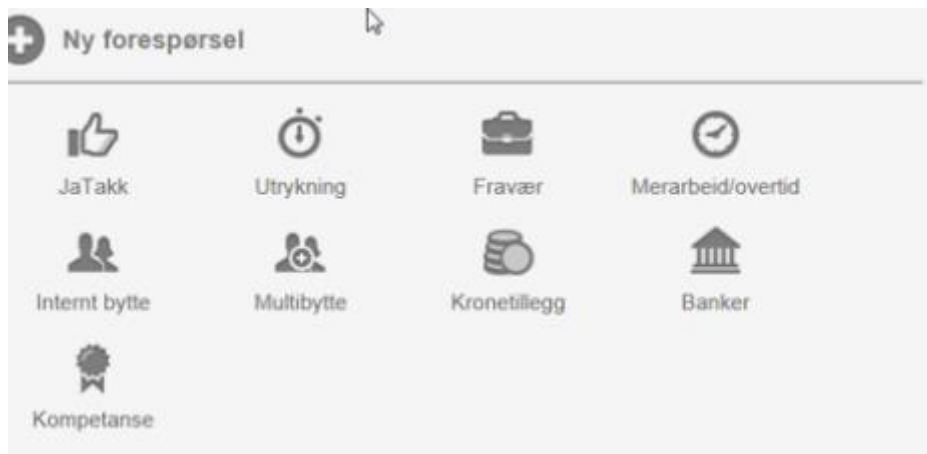 Ny forespørsel
JaTakk Utrykning Fravær Merarbeid/overtid
Internt bytte Multibytte Kronetillegg Banker
Kompetanse